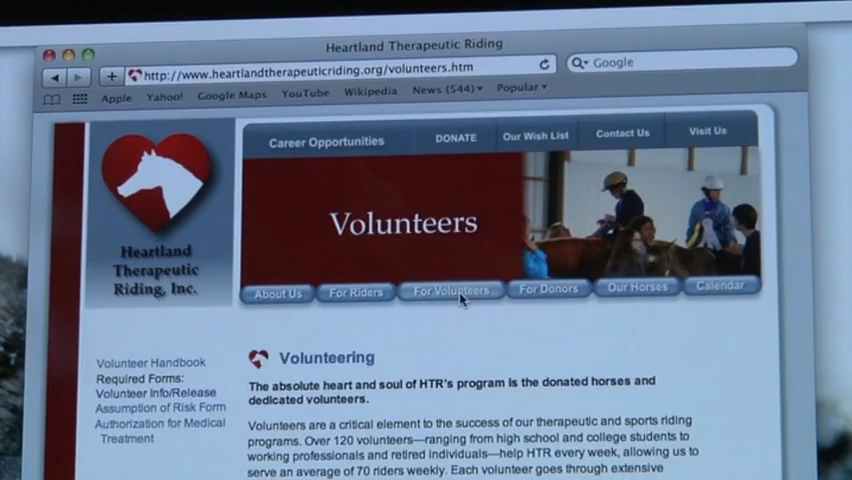 Heartland Therapeutic Riding
http://www.heartlandtherapeuticriding.org/volunteers.htm
Google
Apple Yahoo! Google Maps YouTube Wikipedia News (544) Popular
Career Opportunities DONATE Our Wish List Contact Us Visit Us
Volunteers
Heartland
Therapeutic
Riding, Inc.
About Us For Riders For Volunteers For Donors Our Horses Calendar
Volunteer Handbook
Required Forms:
Volunteer Info/Release
Assumption of Risk Form
Authorization for Medical
Treatment
Volunteering
The absolute heart and soul of HTR's program is the donated horses and
dedicated volunteers.
Volunteers are a critical element to the success of our therapeutic and sports riding
programs. Over 120 volunteers—ranging from high school and college students to
working professionals and retired individuals—help HTR every week, allowing us to
serve an average of 70 riders weekly. Each volunteer goes through extensive